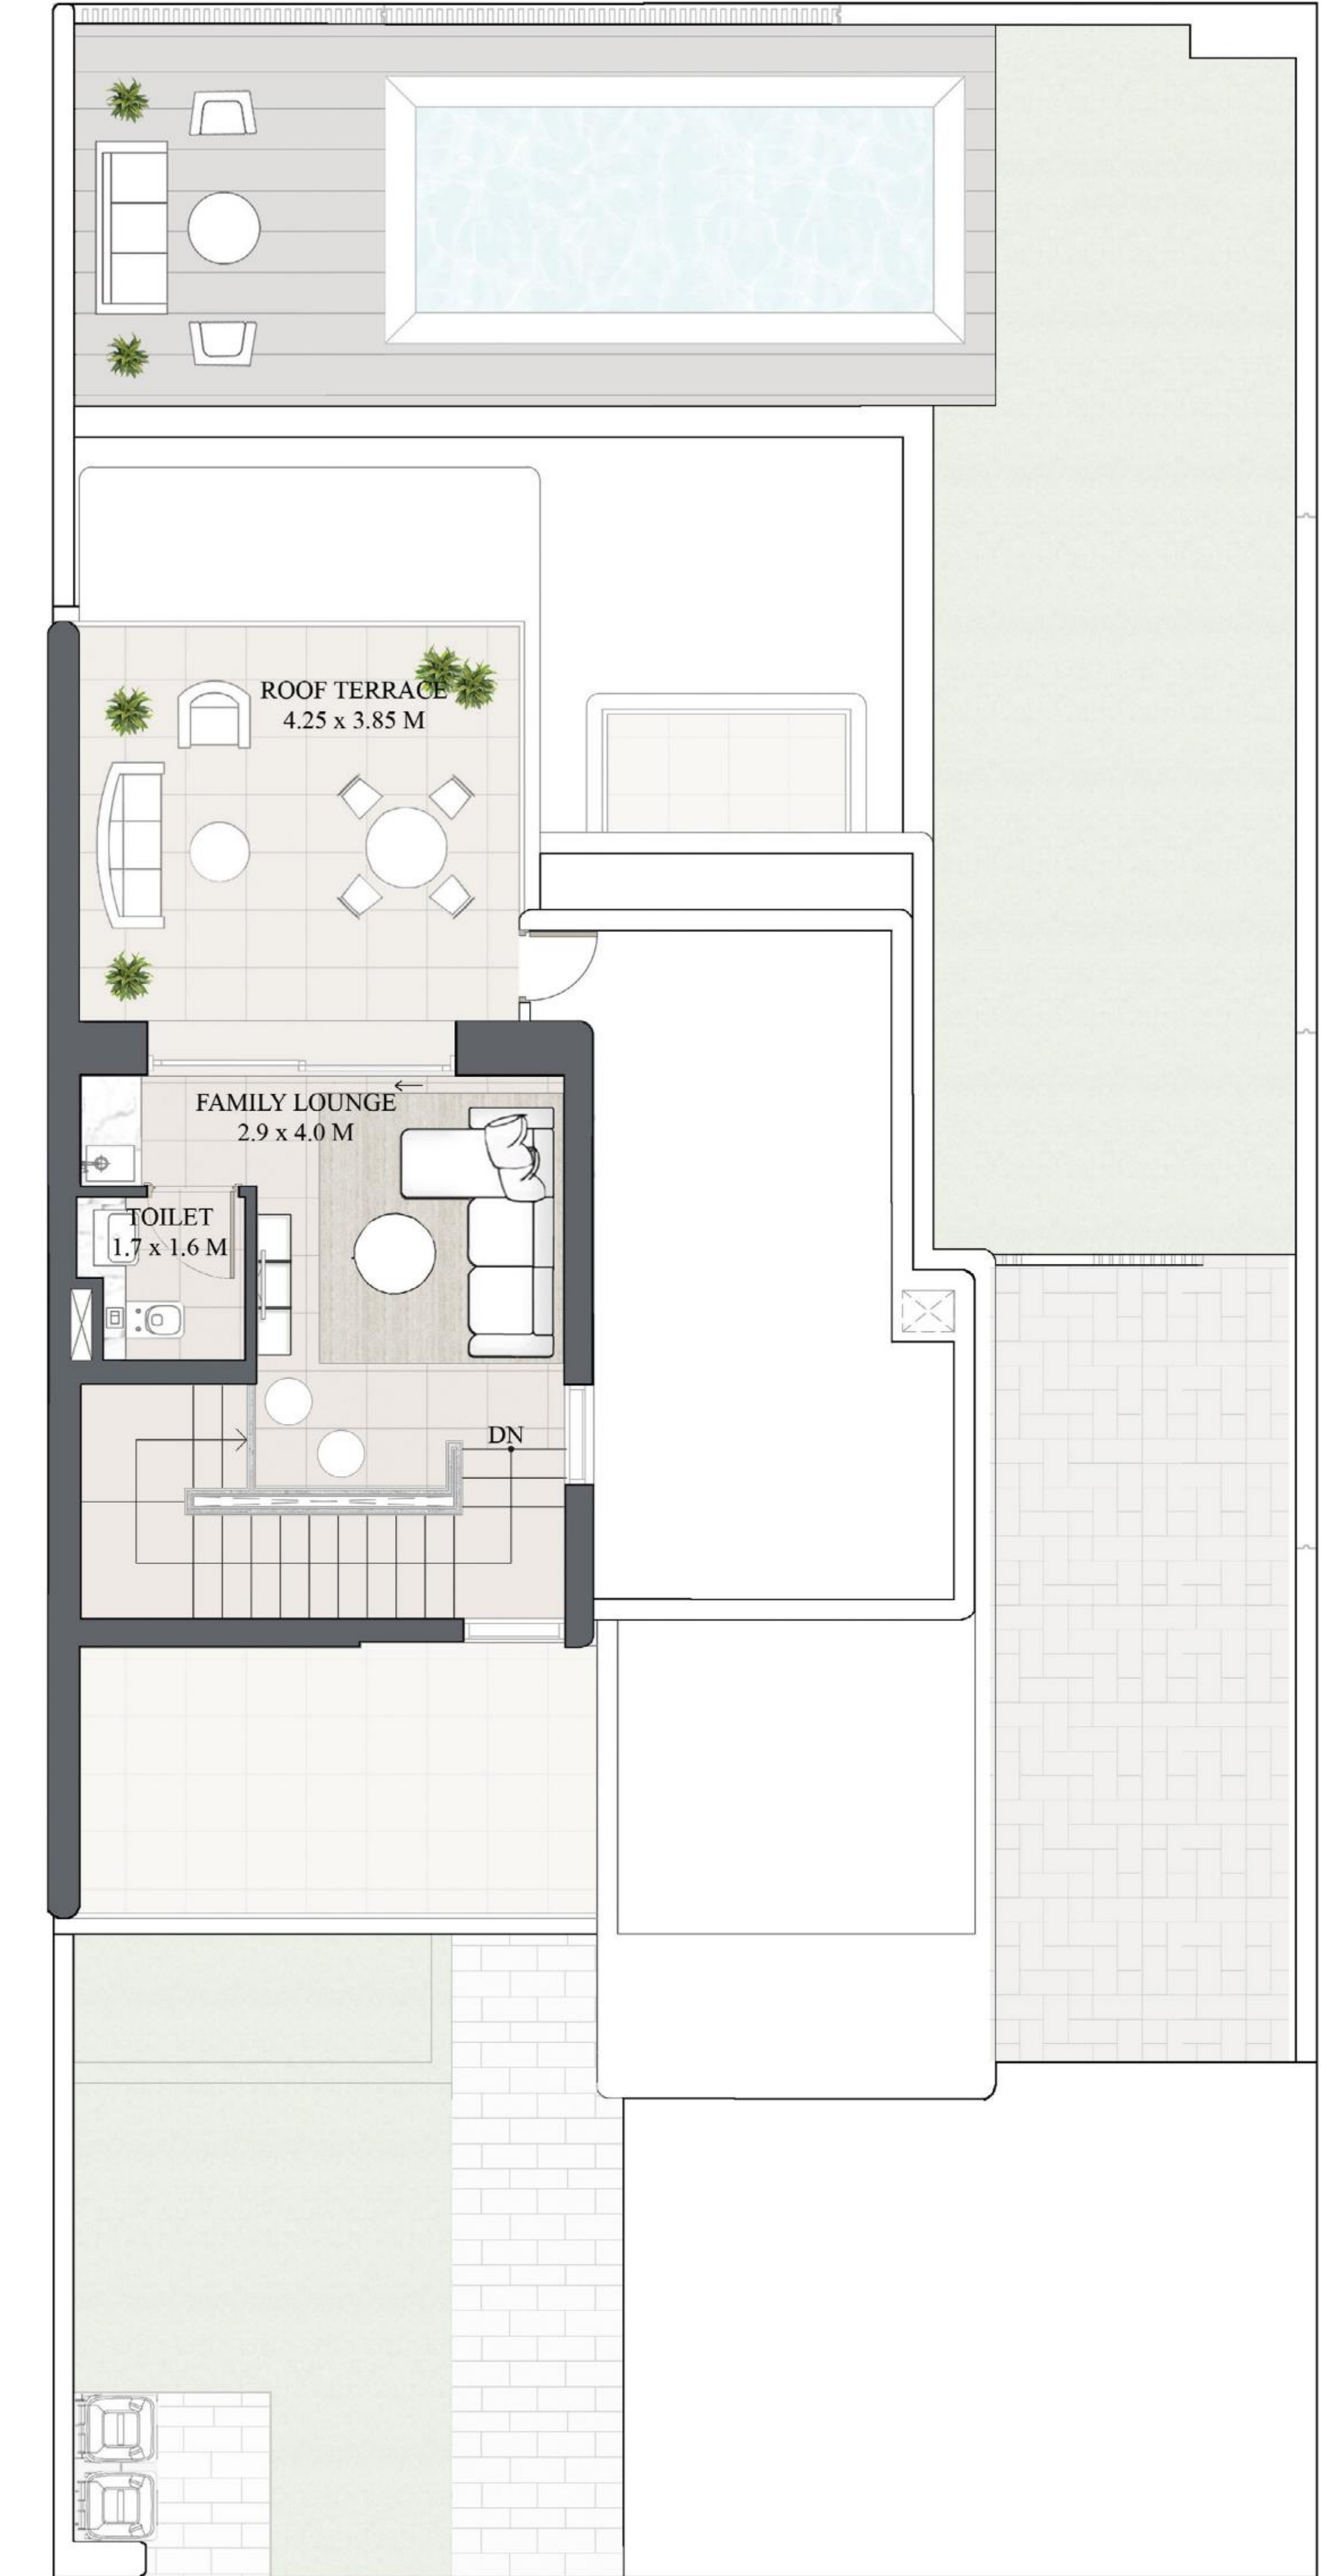 ROOF TERRACE
4.25 x 3.85 M
FAMILY LOUNGE
2.9 x 4.0 M
TOILET
1.7 x 1.6 M
DN